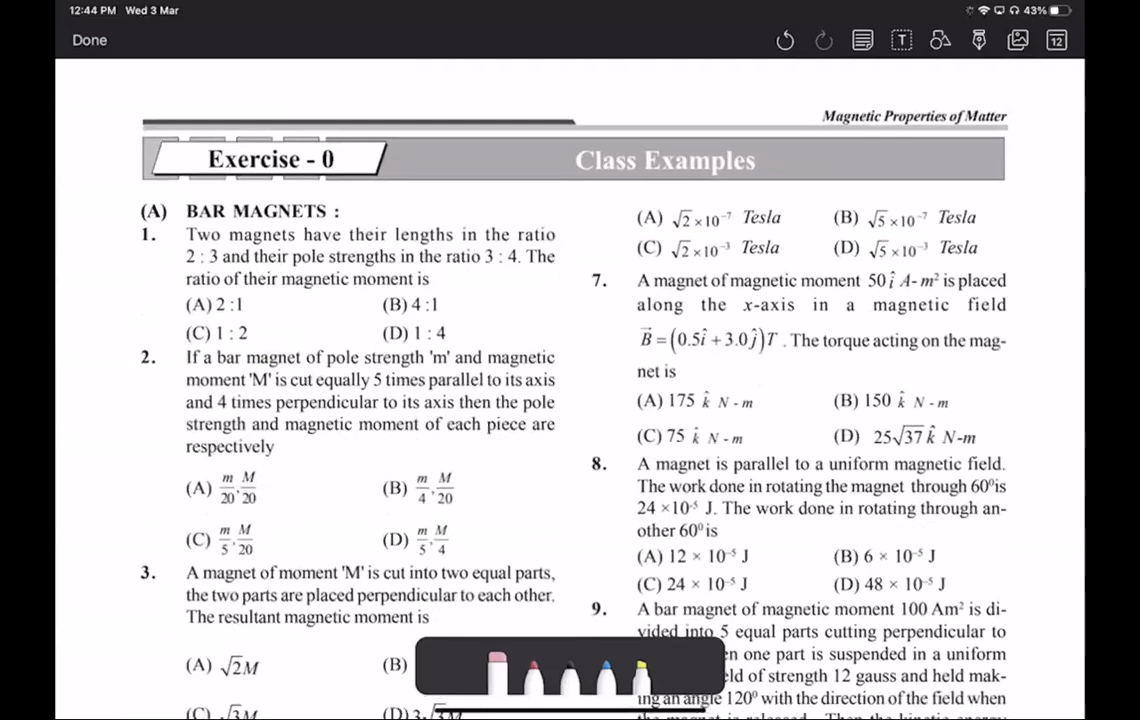 12:44 PM Wed 3 Mar
43%
Done
T
12
Magnetic Properties of Matter
Exercise - 0
Class Examples
(A) BAR MAGNETS :
1. Two magnets have their lengths in the ratio
2 : 3 and their pole strengths in the ratio 3 : 4. The
ratio of their magnetic moment is
(A) 2 :1 (B) 4 :1
(C) 1 : 2 (D) 1 : 4
2. If a bar magnet of pole strength 'm' and magnetic
moment 'M' is cut equally 5 times parallel to its axis
and 4 times perpendicular to its axis then the pole
strength and magnetic moment of each piece are
respectively
(A) m/20, M/20 (B) m/4, M/20
(C) m/5, M/20 (D) m/5, M/4
3. A magnet of moment 'M' is cut into two equal parts,
the two parts are placed perpendicular to each other.
The resultant magnetic moment is
(A) √2M (B)
(C) √3M (D)
(A) √2×10⁻⁷ Tesla (B) √5×10⁻⁷ Tesla
(C) √2×10⁻³ Tesla (D) √5×10⁻³ Tesla
7. A magnet of magnetic moment 50 î A- m² is placed
along the x-axis in a magnetic field
B⃗ = (0.5î + 3.0ĵ)T . The torque acting on the mag-
net is
(A) 175 k̂ N - m (B) 150 k̂ N - m
(C) 75 k̂ N - m (D) 25√37 k̂ N-m
8. A magnet is parallel to a uniform magnetic field.
The work done in rotating the magnet through 60⁰is
24 ×10⁻⁵ J. The work done in rotating through an-
other 60⁰ is
(A) 12 × 10⁻⁵ J (B) 6 × 10⁻⁵ J
(C) 24 × 10⁻⁵ J (D) 48 × 10⁻⁵ J
9. A bar magnet of magnetic moment 100 Am² is di-
vided into 5 equal parts cutting perpendicular to
one part is suspended in a uniform
of strength 12 gauss and held mak-
ing an angle 120⁰ with the direction of the field when